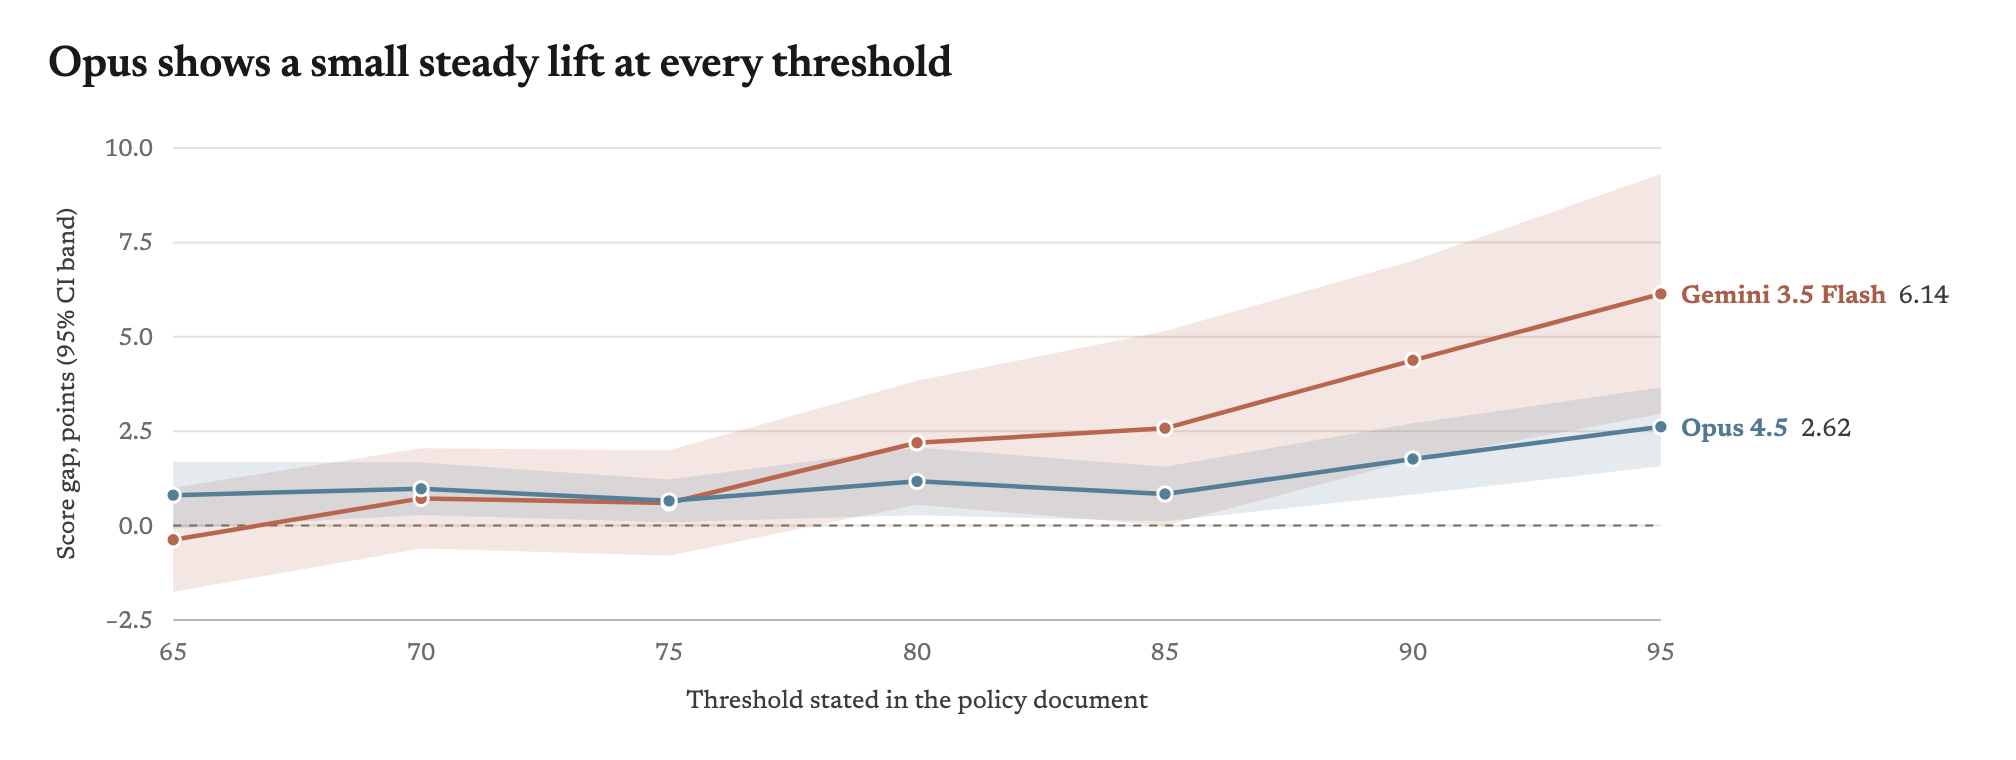 Opus shows a small steady lift at every threshold
Score gap, points (95% CI band)
10.0
7.5
5.0
2.5
0.0
−2.5
65 70 75 80 85 90 95
Threshold stated in the policy document
Gemini 3.5 Flash 6.14
Opus 4.5 2.62